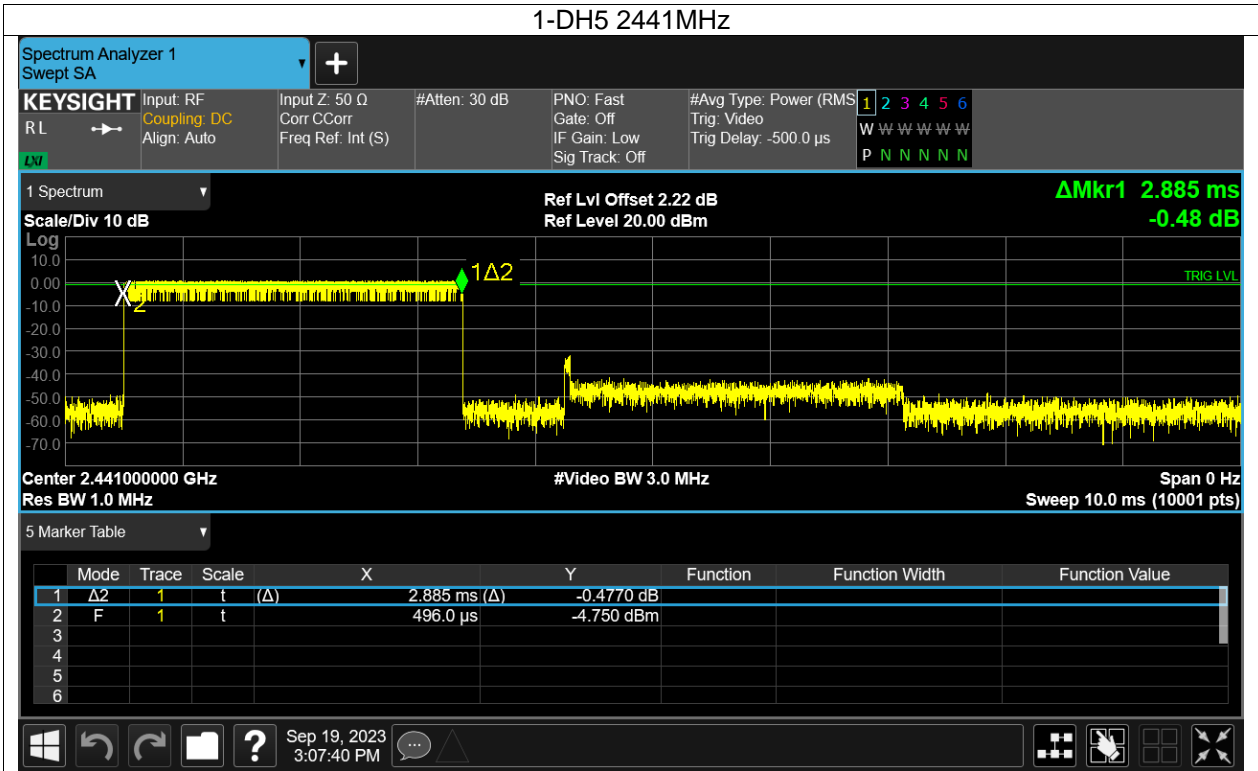 1-DH5 2441MHz
Spectrum Analyzer 1
Swept SA
KEYSIGHT
RL
LXI
Input: RF
Coupling: DC
Align: Auto
Input Z: 50 Ω
Corr CCorr
Freq Ref: Int (S)
#Atten: 30 dB
PNO: Fast
Gate: Off
IF Gain: Low
Sig Track: Off
#Avg Type: Power (RMS
Trig: Video
Trig Delay: -500.0 µs
1 2 3 4 5 6
W W W W W W
P N N N N N
1 Spectrum
Scale/Div 10 dB
Ref Lvl Offset 2.22 dB
Ref Level 20.00 dBm
ΔMkr1 2.885 ms
-0.48 dB
Log
10.0
0.00
-10.0
-20.0
-30.0
-40.0
-50.0
-60.0
-70.0
1Δ2
2
TRIG LVL
Center 2.441000000 GHz
Res BW 1.0 MHz
#Video BW 3.0 MHz
Span 0 Hz
Sweep 10.0 ms (10001 pts)
5 Marker Table
Mode Trace Scale X Y Function Function Width Function Value
1 Δ2 1 t (Δ) 2.885 ms (Δ) -0.4770 dB
2 F 1 t 496.0 µs -4.750 dBm
3
4
5
6
?
Sep 19, 2023
3:07:40 PM